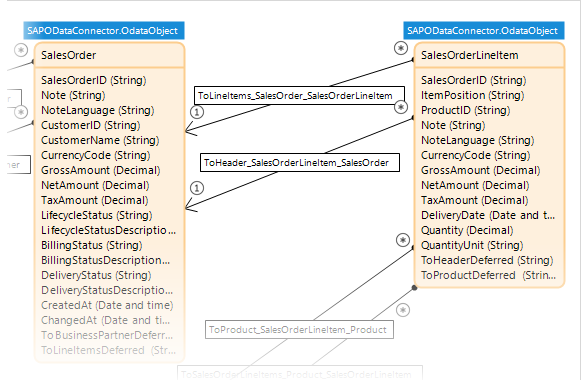 SAPODataConnector.OdataObject
SalesOrder
SalesOrderID (String)
Note (String)
NoteLanguage (String)
CustomerID (String)
CustomerName (String)
CurrencyCode (String)
GrossAmount (Decimal)
NetAmount (Decimal)
TaxAmount (Decimal)
LifecycleStatus (String)
LifecycleStatusDescriptio...
BillingStatus (String)
BillingStatusDescription...
DeliveryStatus (String)
DeliveryStatusDescriptio...
CreatedAt (Date and time)
ChangedAt (Date and ti...
ToBusinessPartnerDeferr...
ToLineItemsDeferred (Str...
ToLineItems_SalesOrder_SalesOrderLineItem
1
ToHeader_SalesOrderLineItem_SalesOrder
1
ToProduct_SalesOrderLineItem_Product
ToSalesOrderLineItems_Product_SalesOrderLineItem
SAPODataConnector.OdataObject
SalesOrderLineItem
SalesOrderID (String)
ItemPosition (String)
ProductID (String)
Note (String)
NoteLanguage (String)
CurrencyCode (String)
GrossAmount (Decimal)
NetAmount (Decimal)
TaxAmount (Decimal)
DeliveryDate (Date and t...
Quantity (Decimal)
QuantityUnit (String)
ToHeaderDeferred (String)
ToProductDeferred (Strin...